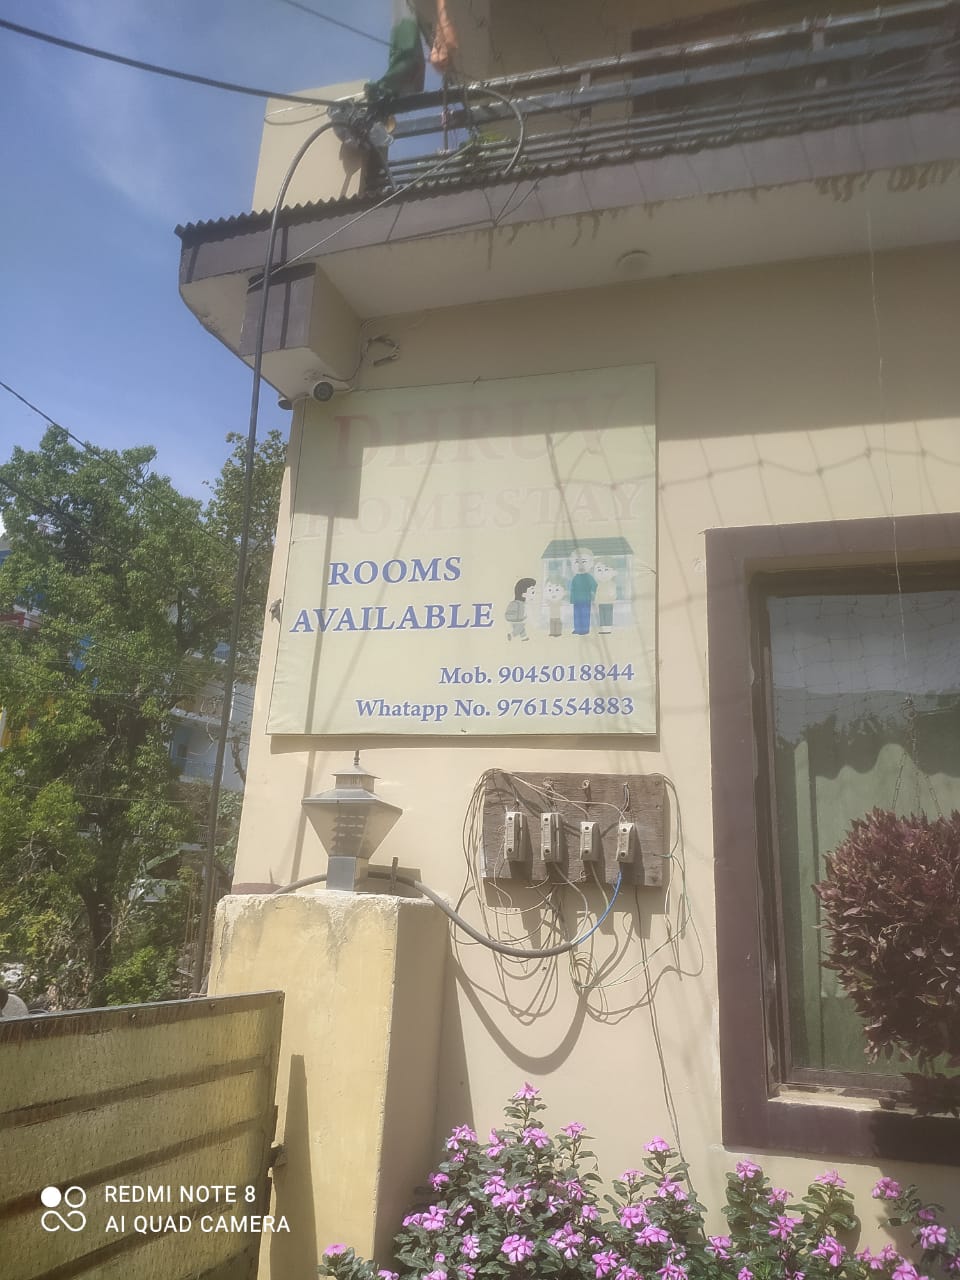 DHRUV
HOMESTAY
ROOMS
AVAILABLE
Mob. 9045018844
Whatapp No. 9761554883
REDMI NOTE 8
AI QUAD CAMERA